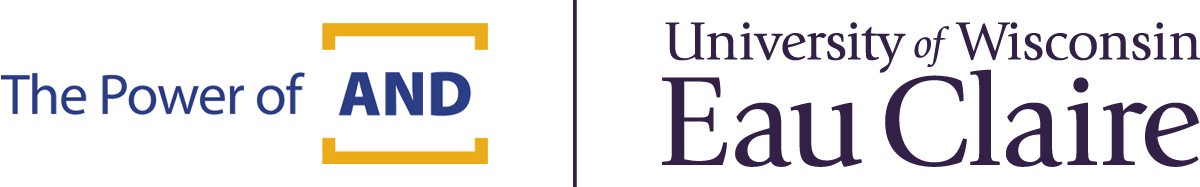 The Power of AND
University of Wisconsin
Eau Claire